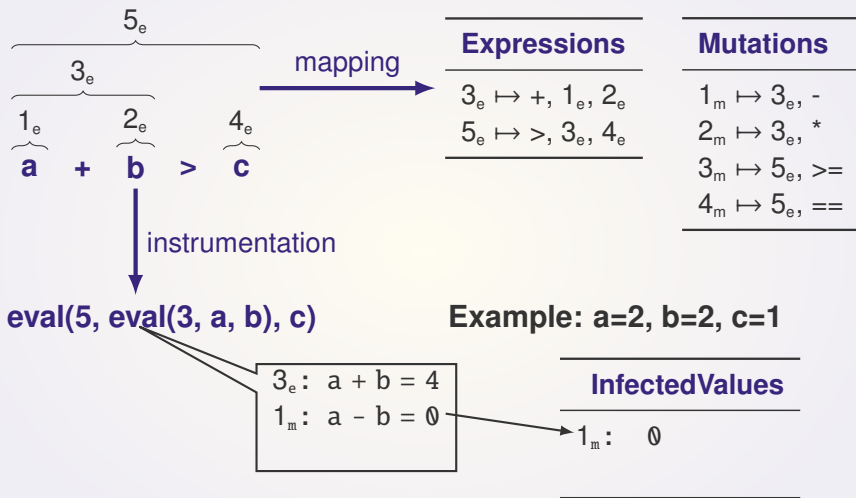 5e
mapping
3e
1e 2e 4e
a + b > c
Expressions
3e ↦ +, 1e, 2e
5e ↦ >, 3e, 4e
Mutations
1m ↦ 3e, -
2m ↦ 3e, *
3m ↦ 5e, >=
4m ↦ 5e, ==
instrumentation
eval(5, eval(3, a, b), c)
Example: a=2, b=2, c=1
3e: a + b = 4
1m: a - b = 0
InfectedValues
1m: 0